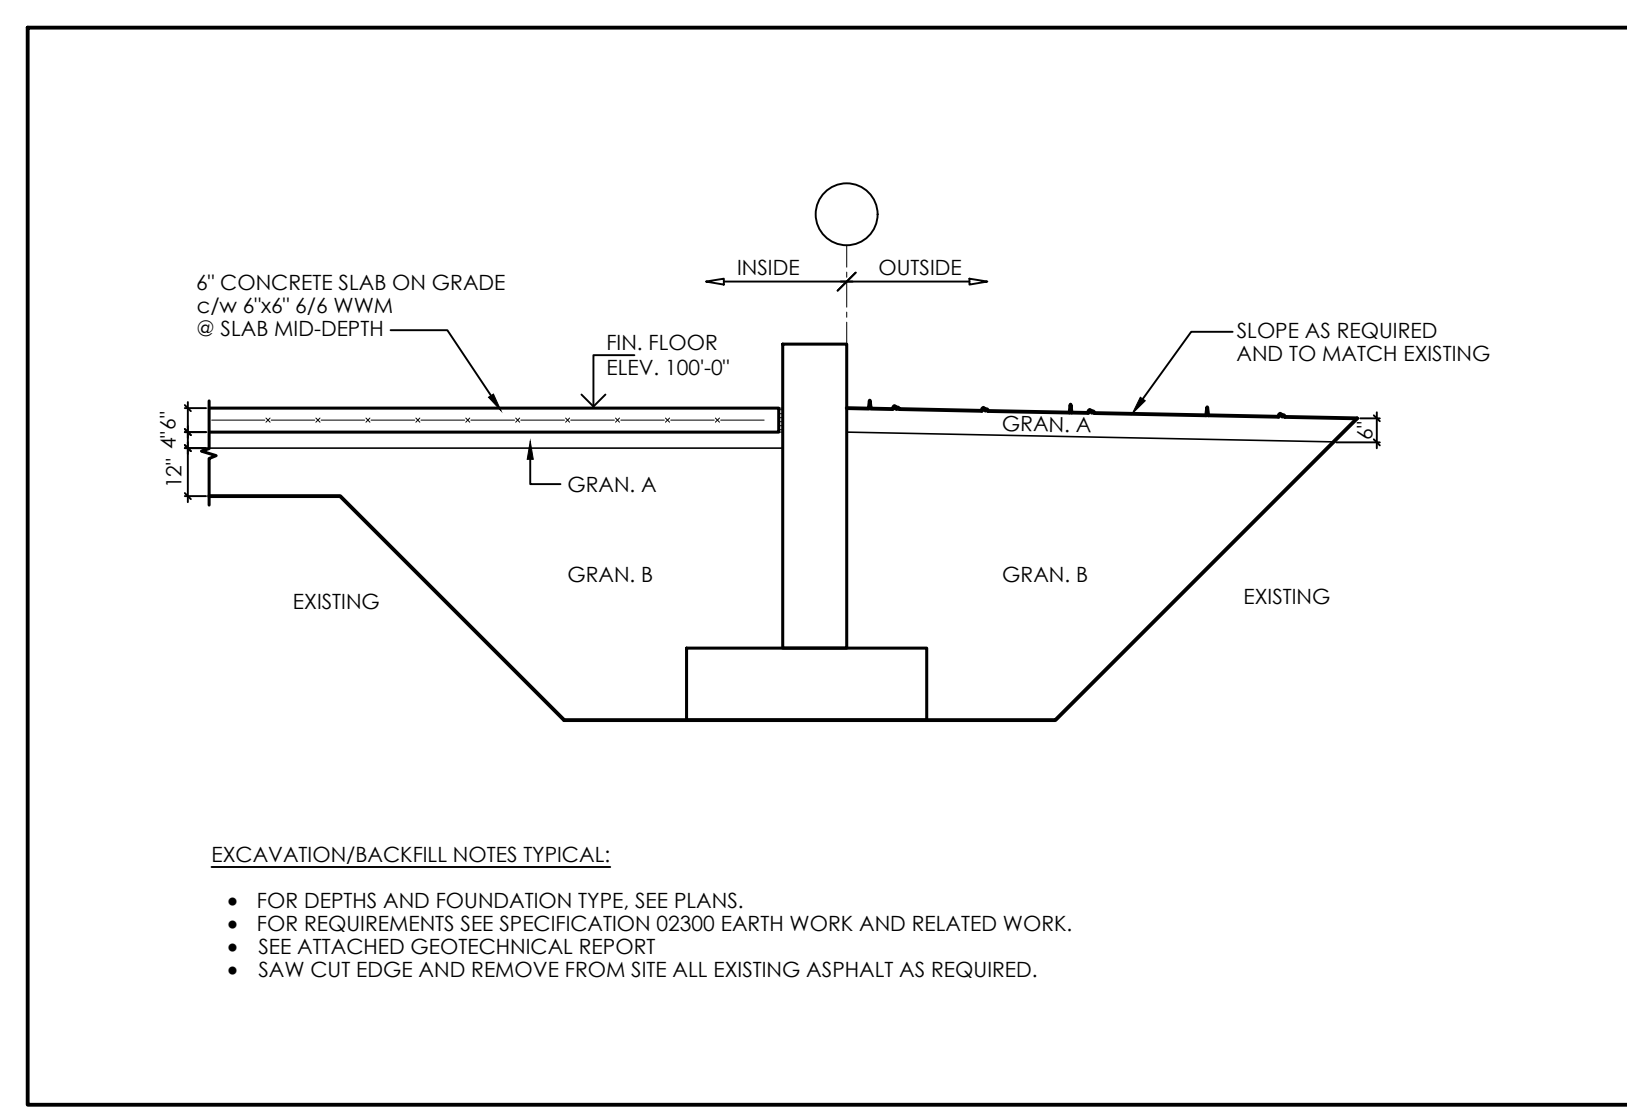 INSIDE OUTSIDE
6" CONCRETE SLAB ON GRADE
c/w 6"x6" 6/6 WWM
@ SLAB MID-DEPTH
FIN. FLOOR
ELEV. 100'-0"
SLOPE AS REQUIRED
AND TO MATCH EXISTING
6"
4"
12"
GRAN. A
6"
GRAN. A
GRAN. B
GRAN. B
EXISTING
EXISTING
EXCAVATION/BACKFILL NOTES TYPICAL:
• FOR DEPTHS AND FOUNDATION TYPE, SEE PLANS.
• FOR REQUIREMENTS SEE SPECIFICATION 02300 EARTH WORK AND RELATED WORK.
• SEE ATTACHED GEOTECHNICAL REPORT
• SAW CUT EDGE AND REMOVE FROM SITE ALL EXISTING ASPHALT AS REQUIRED.